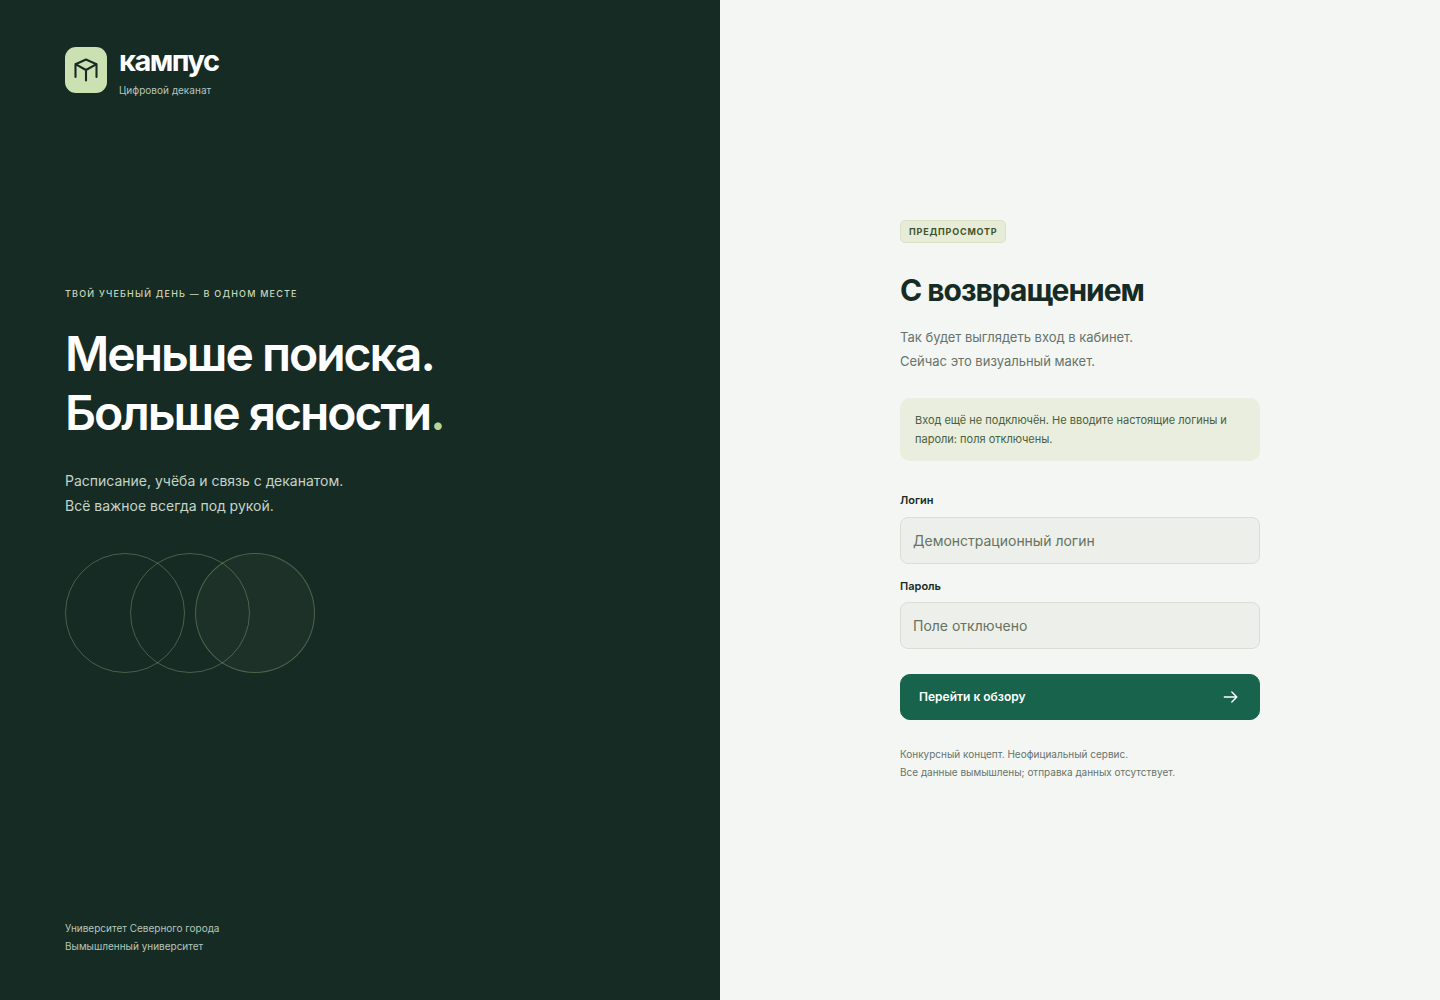 кампус
Цифровой деканат
ТВОЙ УЧЕБНЫЙ ДЕНЬ — В ОДНОМ МЕСТЕ
Меньше поиска.
Больше ясности.
Расписание, учёба и связь с деканатом.
Всё важное всегда под рукой.
Университет Северного города
Вымышленный университет
ПРЕДПРОСМОТР
С возвращением
Так будет выглядеть вход в кабинет.
Сейчас это визуальный макет.
Вход ещё не подключён. Не вводите настоящие логины и
пароли: поля отключены.
Логин
Демонстрационный логин
Пароль
Поле отключено
Перейти к обзору
Конкурсный концепт. Неофициальный сервис.
Все данные вымышлены; отправка данных отсутствует.